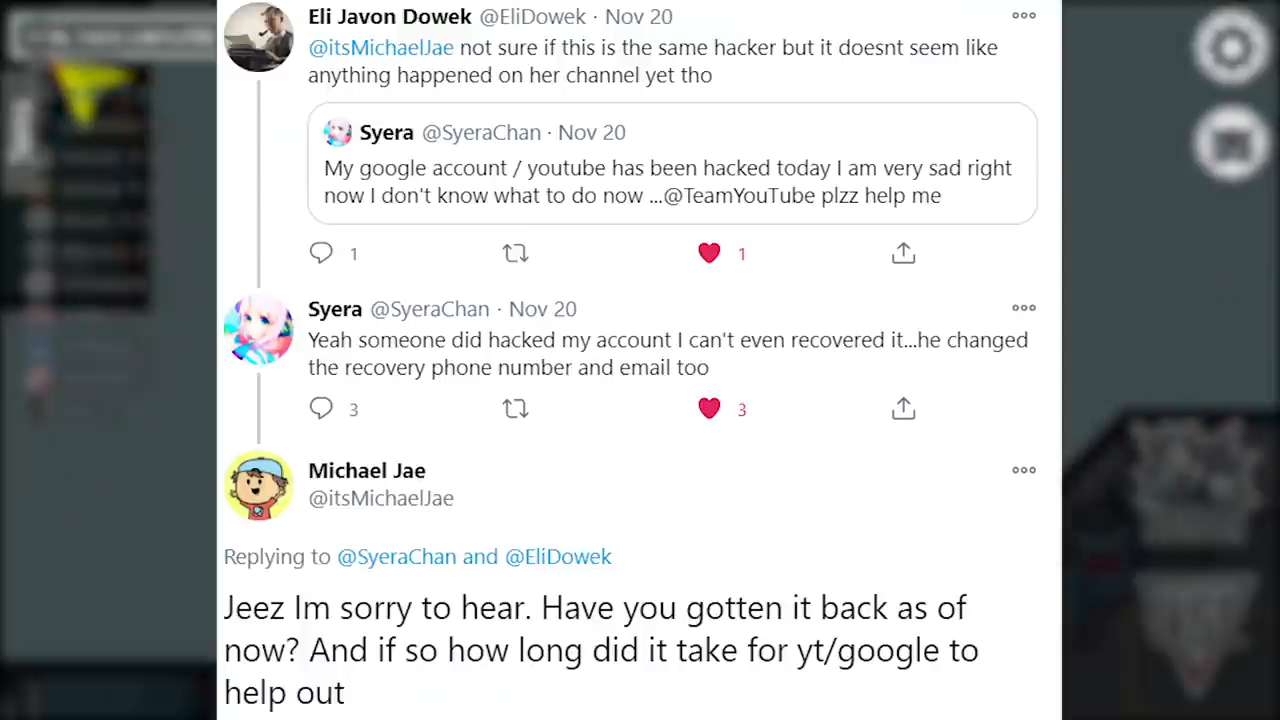 Eli Javon Dowek @EliDowek · Nov 20
@itsMichaelJae not sure if this is the same hacker but it doesnt seem like
anything happened on her channel yet tho
Syera @SyeraChan · Nov 20
My google account / youtube has been hacked today I am very sad right
now I don't know what to do now ...@TeamYouTube plzz help me
1 1
Syera @SyeraChan · Nov 20
Yeah someone did hacked my account I can't even recovered it...he changed
the recovery phone number and email too
3 3
Michael Jae
@itsMichaelJae
Replying to @SyeraChan and @EliDowek
Jeez Im sorry to hear. Have you gotten it back as of
now? And if so how long did it take for yt/google to
help out